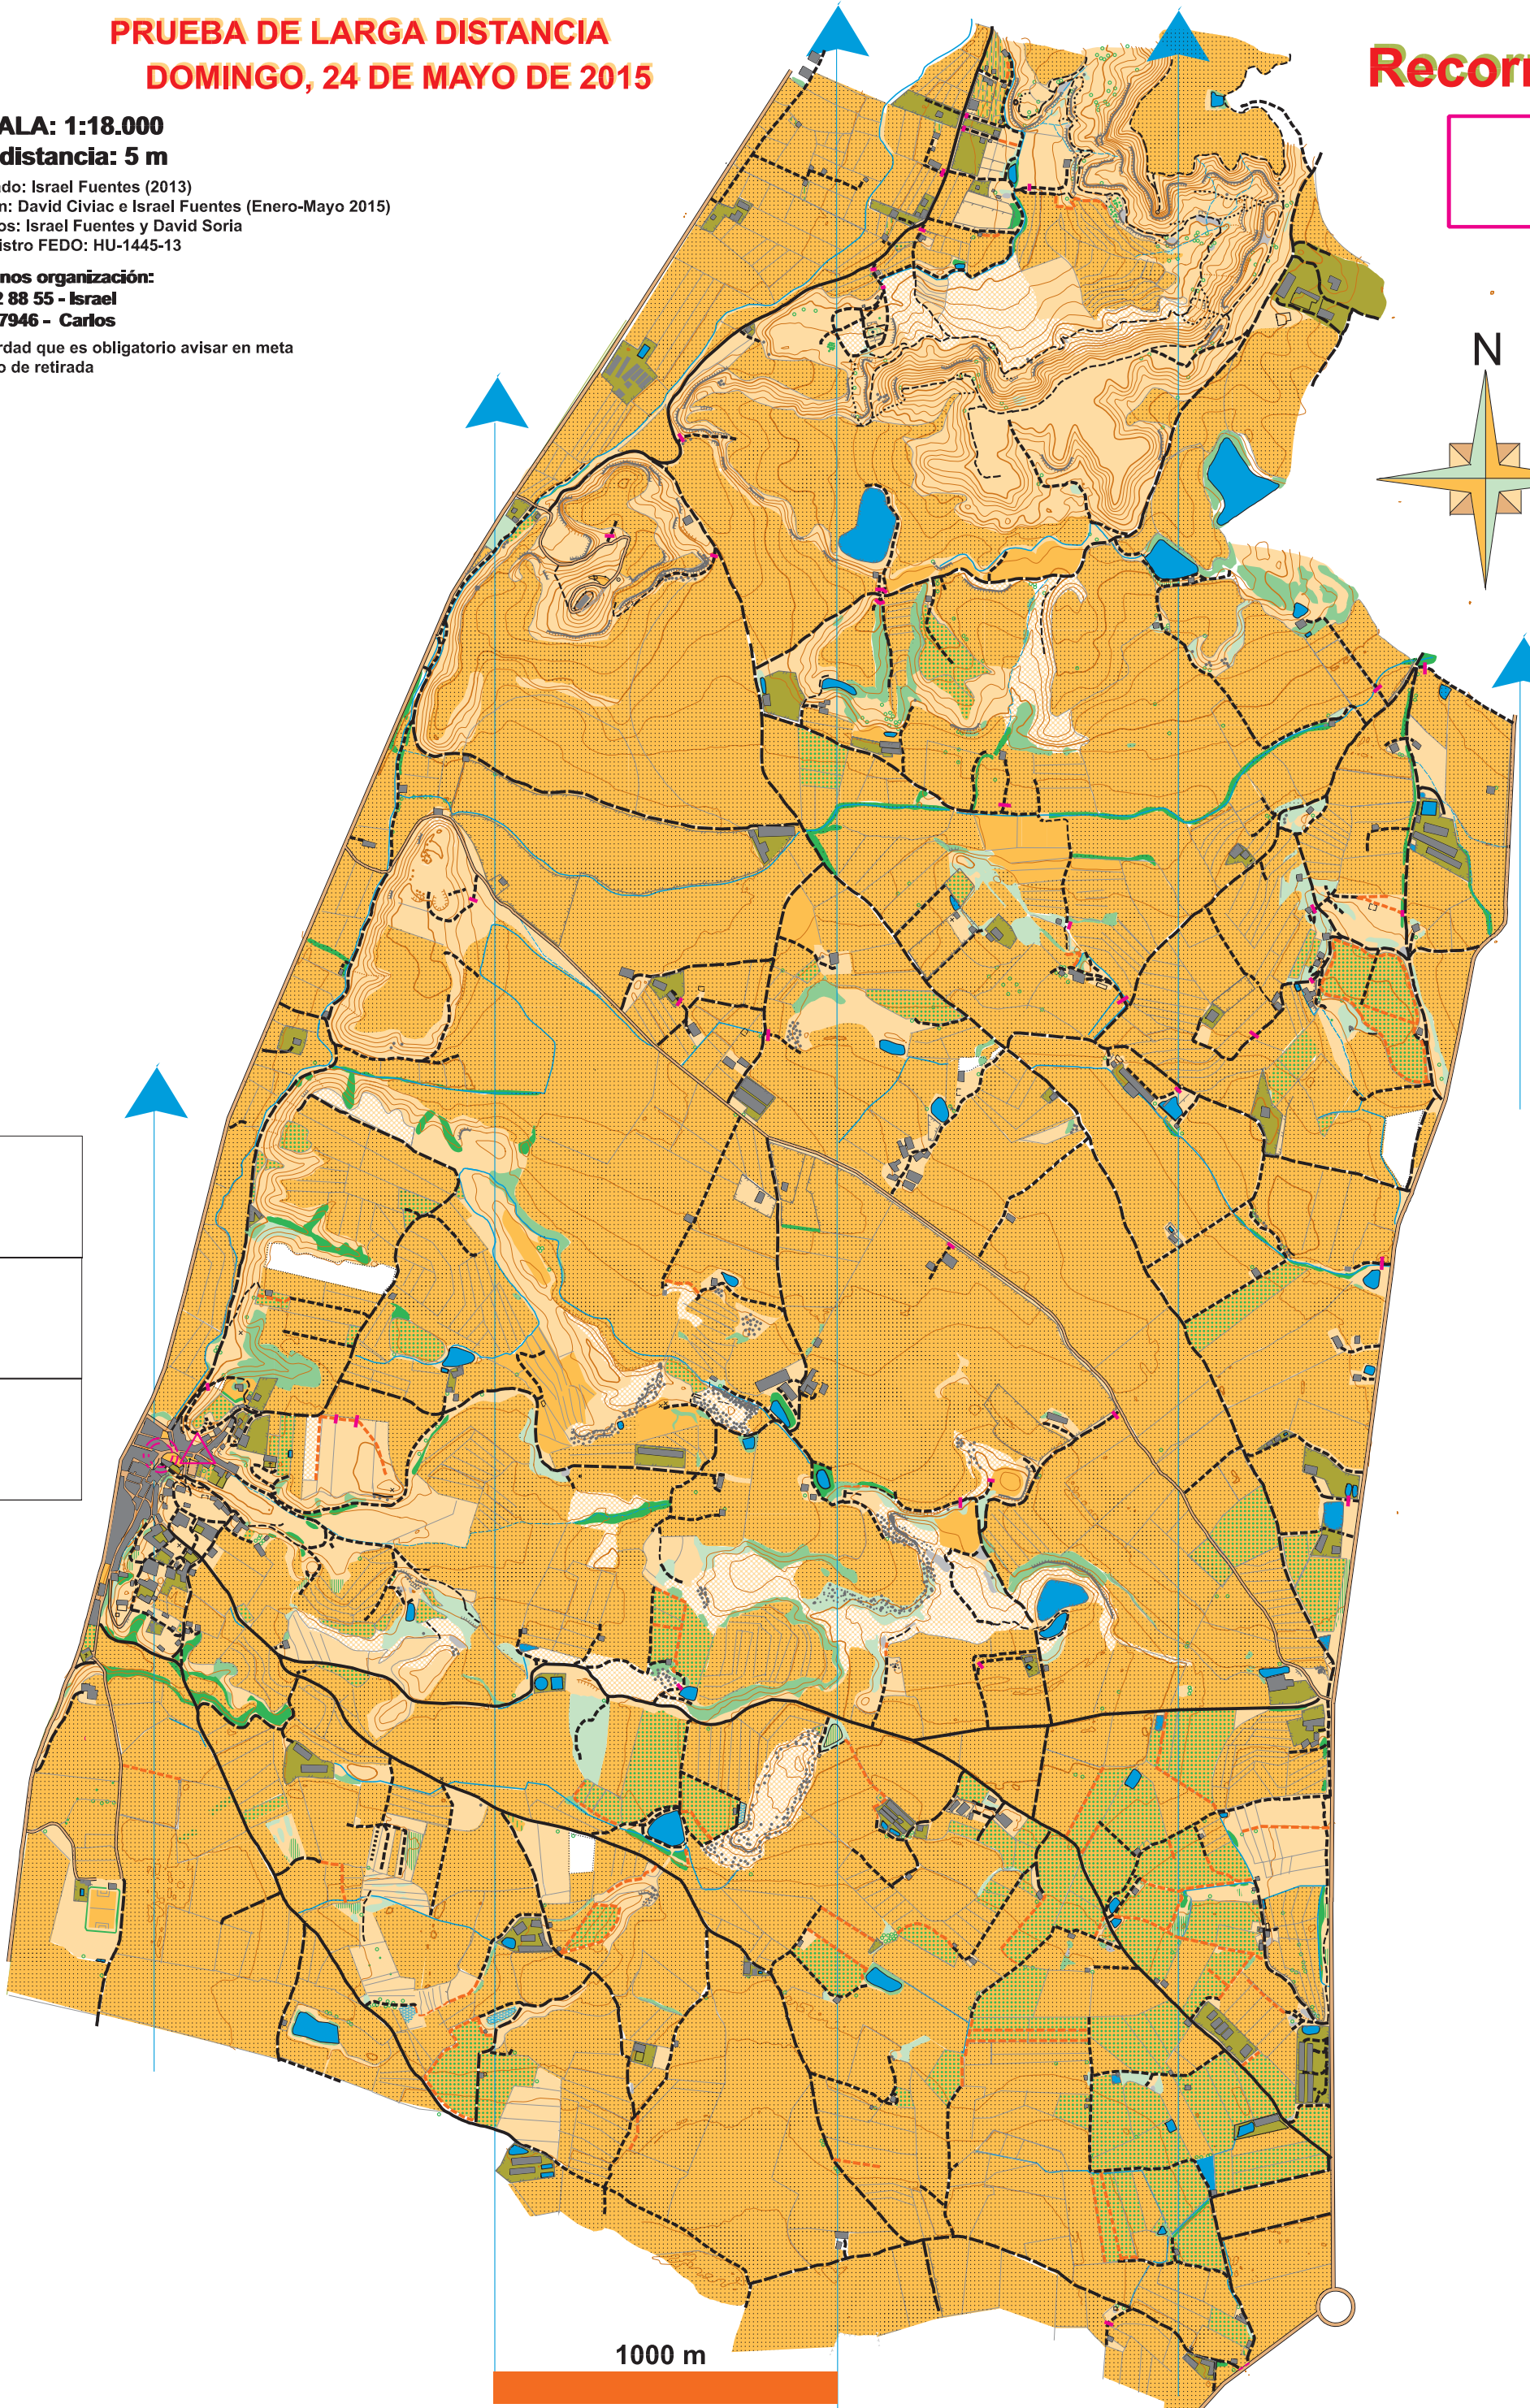 PRUEBA DE LARGA DISTANCIA
DOMINGO, 24 DE MAYO DE 2015
Recorr
ALA: 1:18.000
distancia: 5 m
ado: Israel Fuentes (2013)
n: David Civiac e Israel Fuentes (Enero-Mayo 2015)
os: Israel Fuentes y David Soria
istro FEDO: HU-1445-13
nos organización:
2 88 55 - Israel
7946 - Carlos
rdad que es obligatorio avisar en meta
o de retirada
N
1000 m